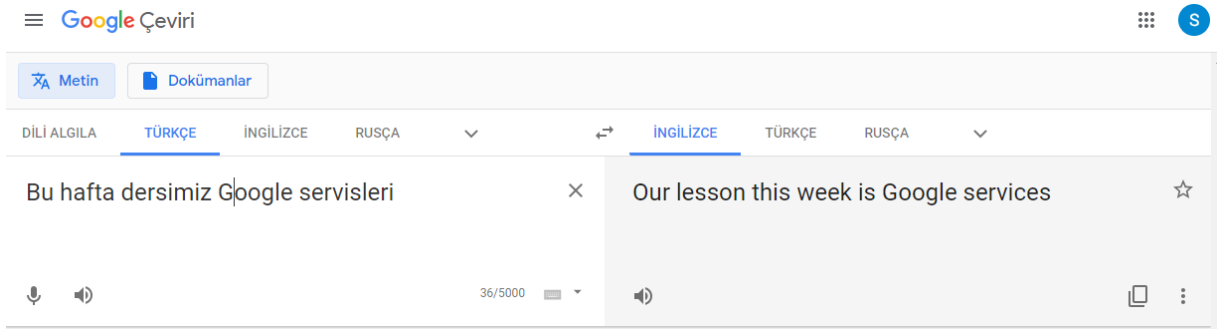 Google Çeviri
S
Metin
Dokümanlar
DİLİ ALGILA TÜRKÇE İNGİLİZCE RUSÇA İNGİLİZCE TÜRKÇE RUSÇA
Bu hafta dersimiz Google servisleri
Our lesson this week is Google services
36/5000